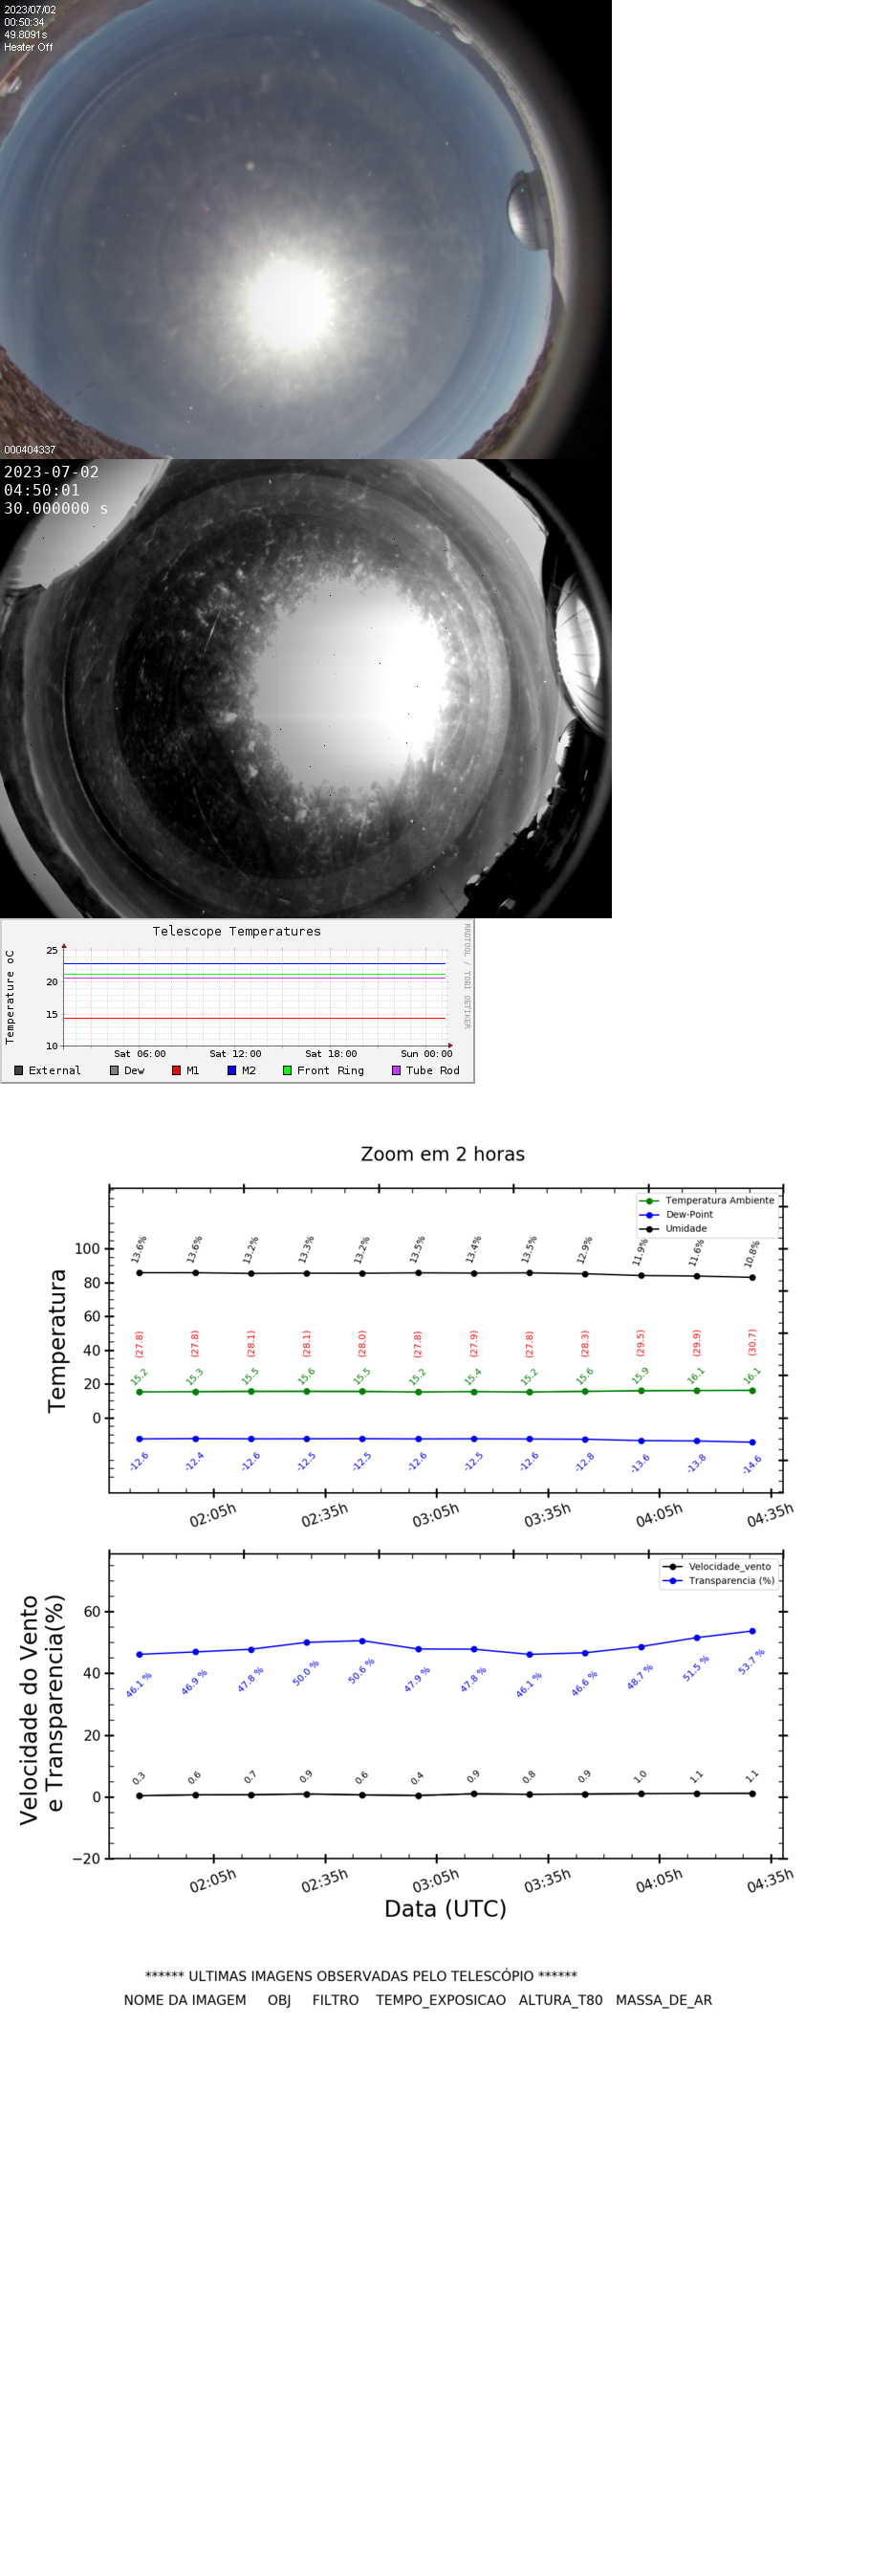 2023/07/02
00:50:34
49.8091s
Heater Off
000404337
2023-07-02
04:50:01
30.000000 s
Telescope Temperatures
RRDTOOL / TOBI OETIKER
Temperature oC
25
20
15
10
Sat 06:00 Sat 12:00 Sat 18:00 Sun 00:00
External Dew M1 M2 Front Ring Tube Rod
Zoom em 2 horas
Temperatura Ambiente
Dew-Point
Umidade
Temperatura
100
80
60
40
20
0
13.6% 13.6% 13.2% 13.3% 13.2% 13.5% 13.4% 13.5% 12.9% 11.9% 11.6% 10.8%
(27.8) (27.8) (28.1) (28.1) (28.0) (27.8) (27.9) (27.8) (28.3) (29.5) (29.9) (30.7)
15.2 15.3 15.5 15.6 15.5 15.2 15.4 15.2 15.6 15.9 16.1 16.1
-12.6 -12.4 -12.6 -12.5 -12.5 -12.6 -12.5 -12.6 -12.8 -13.6 -13.8 -14.6
02:05h 02:35h 03:05h 03:35h 04:05h 04:35h
Velocidade_vento
Transparencia (%)
Velocidade do Vento
e Transparencia(%)
60
40
20
0
−20
46.1 % 46.9 % 47.8 % 50.0 % 50.6 % 47.9 % 47.8 % 46.1 % 46.6 % 48.7 % 51.5 % 53.7 %
0.3 0.6 0.7 0.9 0.6 0.4 0.9 0.8 0.9 1.0 1.1 1.1
02:05h 02:35h 03:05h 03:35h 04:05h 04:35h
Data (UTC)
****** ULTIMAS IMAGENS OBSERVADAS PELO TELESCÓPIO ******
NOME DA IMAGEM OBJ FILTRO TEMPO_EXPOSICAO ALTURA_T80 MASSA_DE_AR